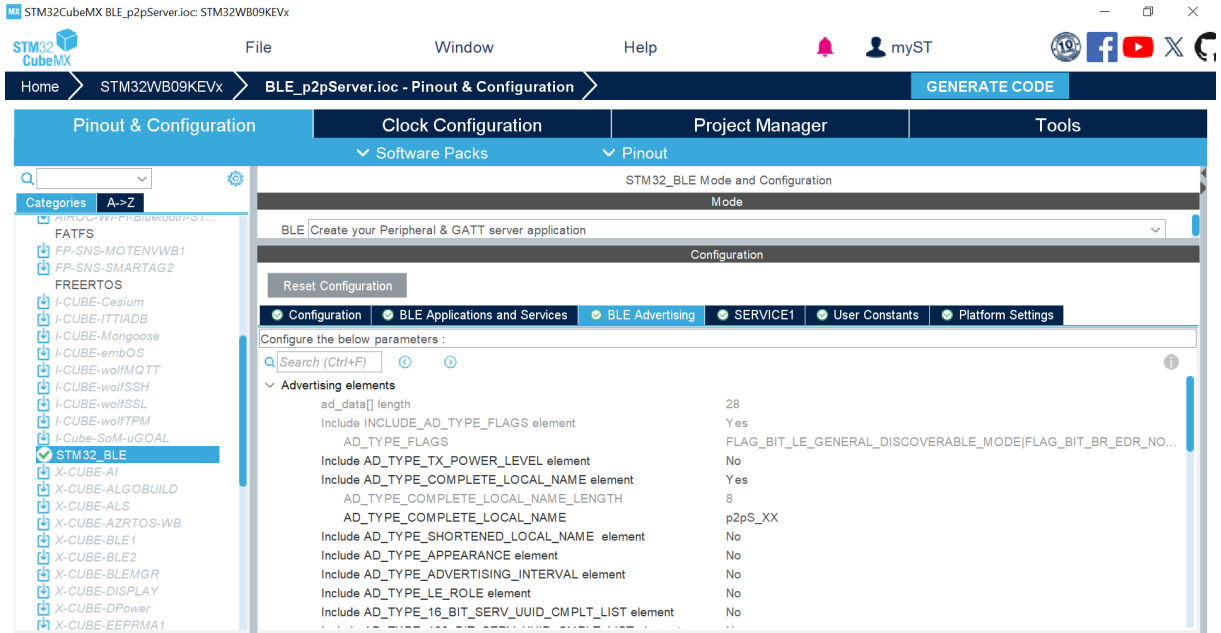 MX STM32CubeMX BLE_p2pServer.ioc: STM32WB09KEVx
STM32 CubeMX
File Window Help myST
Home STM32WB09KEVx BLE_p2pServer.ioc - Pinout & Configuration GENERATE CODE
Pinout & Configuration Clock Configuration Project Manager Tools
Software Packs Pinout
STM32_BLE Mode and Configuration
Categories A->Z
AIROC-Wi-Fi-Bluetooth-ST...
FATFS
FP-SNS-MOTENVWB1
FP-SNS-SMARTAG2
FREERTOS
I-CUBE-Cesium
I-CUBE-ITTIADB
I-CUBE-Mongoose
I-CUBE-embOS
I-CUBE-wolfMQTT
I-CUBE-wolfSSH
I-CUBE-wolfSSL
I-CUBE-wolfTPM
I-Cube-SoM-uGOAL
STM32_BLE
X-CUBE-AI
X-CUBE-ALGOBUILD
X-CUBE-ALS
X-CUBE-AZRTOS-WB
X-CUBE-BLE1
X-CUBE-BLE2
X-CUBE-BLEMGR
X-CUBE-DISPLAY
X-CUBE-DPower
X-CUBE-EEPRMA1
Mode
BLE Create your Peripheral & GATT server application
Configuration
Reset Configuration
Configuration BLE Applications and Services BLE Advertising SERVICE1 User Constants Platform Settings
Configure the below parameters :
Search (Ctrl+F)
Advertising elements
ad_data[] length 28
Include INCLUDE_AD_TYPE_FLAGS element Yes
AD_TYPE_FLAGS FLAG_BIT_LE_GENERAL_DISCOVERABLE_MODE|FLAG_BIT_BR_EDR_NO...
Include AD_TYPE_TX_POWER_LEVEL element No
Include AD_TYPE_COMPLETE_LOCAL_NAME element Yes
AD_TYPE_COMPLETE_LOCAL_NAME_LENGTH 8
AD_TYPE_COMPLETE_LOCAL_NAME p2pS_XX
Include AD_TYPE_SHORTENED_LOCAL_NAME element No
Include AD_TYPE_APPEARANCE element No
Include AD_TYPE_ADVERTISING_INTERVAL element No
Include AD_TYPE_LE_ROLE element No
Include AD_TYPE_16_BIT_SERV_UUID_CMPLT_LIST element No